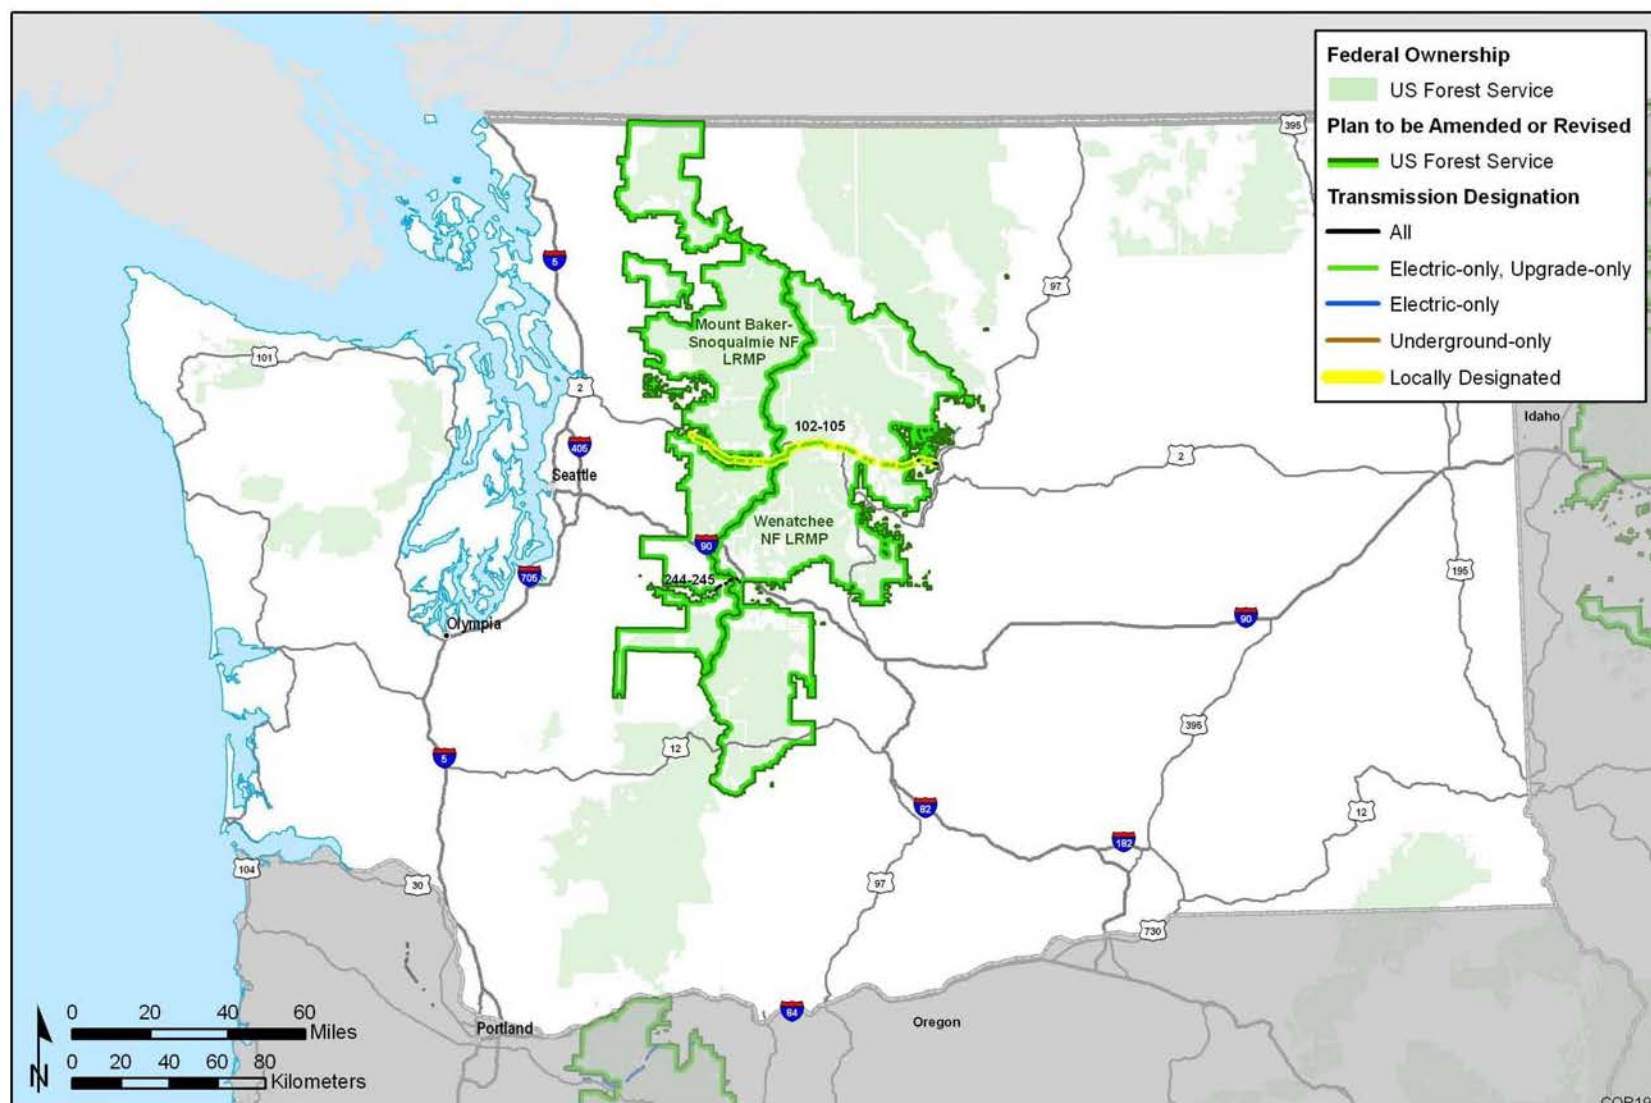 Federal Ownership
US Forest Service
Plan to be Amended or Revised
US Forest Service
Transmission Designation
All
Electric-only, Upgrade-only
Electric-only
Underground-only
Locally Designated
395
5
97
Mount Baker-
Snoqualmie NF
LRMP
101
2
102-105
Idaho
405
Seattle
2
Wenatchee
NF LRMP
90
244-245
705
195
90
Olympia
395
12
5
82
12
182
104
30
97
730
84
Oregon
Portland
0 20 40 60
Miles
0 20 40 60 80
Kilometers
N